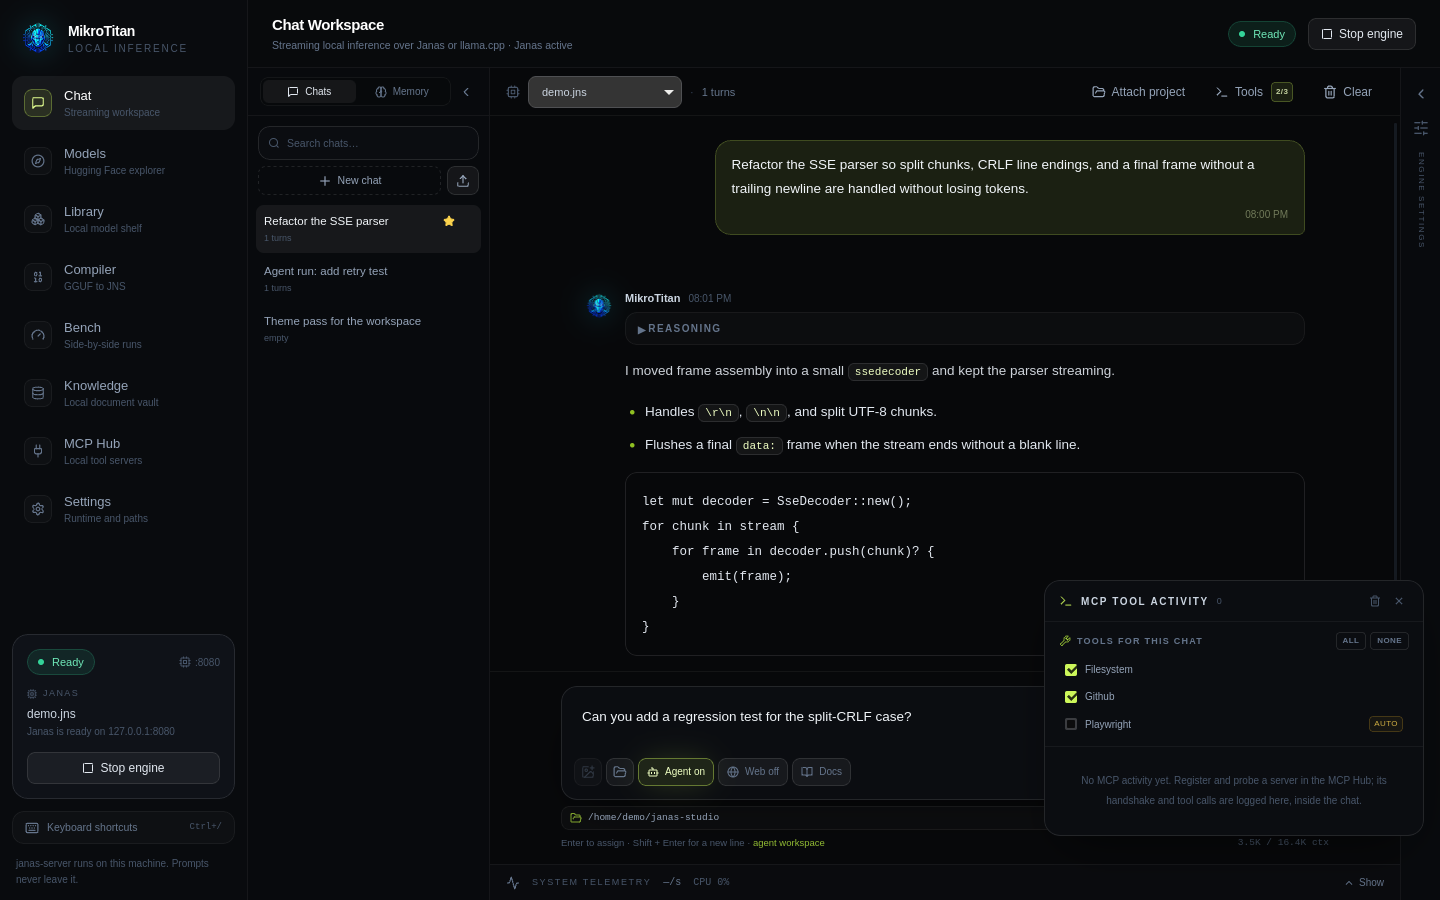 MikroTitan
LOCAL INFERENCE
Chat
Streaming workspace
Models
Hugging Face explorer
Library
Local model shelf
Compiler
GGUF to JNS
Bench
Side-by-side runs
Knowledge
Local document vault
MCP Hub
Local tool servers
Settings
Runtime and paths
Ready
:8080
JANAS
demo.jns
Janas is ready on 127.0.0.1:8080
Stop engine
Keyboard shortcuts
Ctrl+/
janas-server runs on this machine. Prompts
never leave it.
Chat Workspace
Streaming local inference over Janas or llama.cpp · Janas active
Ready
Stop engine
Chats
Memory
Search chats…
New chat
Refactor the SSE parser
1 turns
Agent run: add retry test
1 turns
Theme pass for the workspace
empty
demo.jns
· 1 turns
Attach project
Tools
2/3
Clear
Refactor the SSE parser so split chunks, CRLF line endings, and a final frame without a
trailing newline are handled without losing tokens.
08:00 PM
MikroTitan 08:01 PM
▶REASONING
I moved frame assembly into a small ssedecoder and kept the parser streaming.
• Handles \r\n, \n\n, and split UTF-8 chunks.
• Flushes a final data: frame when the stream ends without a blank line.
let mut decoder = SseDecoder::new();
for chunk in stream {
    for frame in decoder.push(chunk)? {
        emit(frame);
    }
}
Can you add a regression test for the split-CRLF case?
Agent on
Web off
Docs
/home/demo/janas-studio
Enter to assign · Shift + Enter for a new line · agent workspace
3.5K / 16.4K ctx
SYSTEM TELEMETRY —/s CPU 0%
Show
ENGINE SETTINGS
MCP TOOL ACTIVITY 0
TOOLS FOR THIS CHAT
ALL
NONE
Filesystem
Github
Playwright
AUTO
No MCP activity yet. Register and probe a server in the MCP Hub; its
handshake and tool calls are logged here, inside the chat.